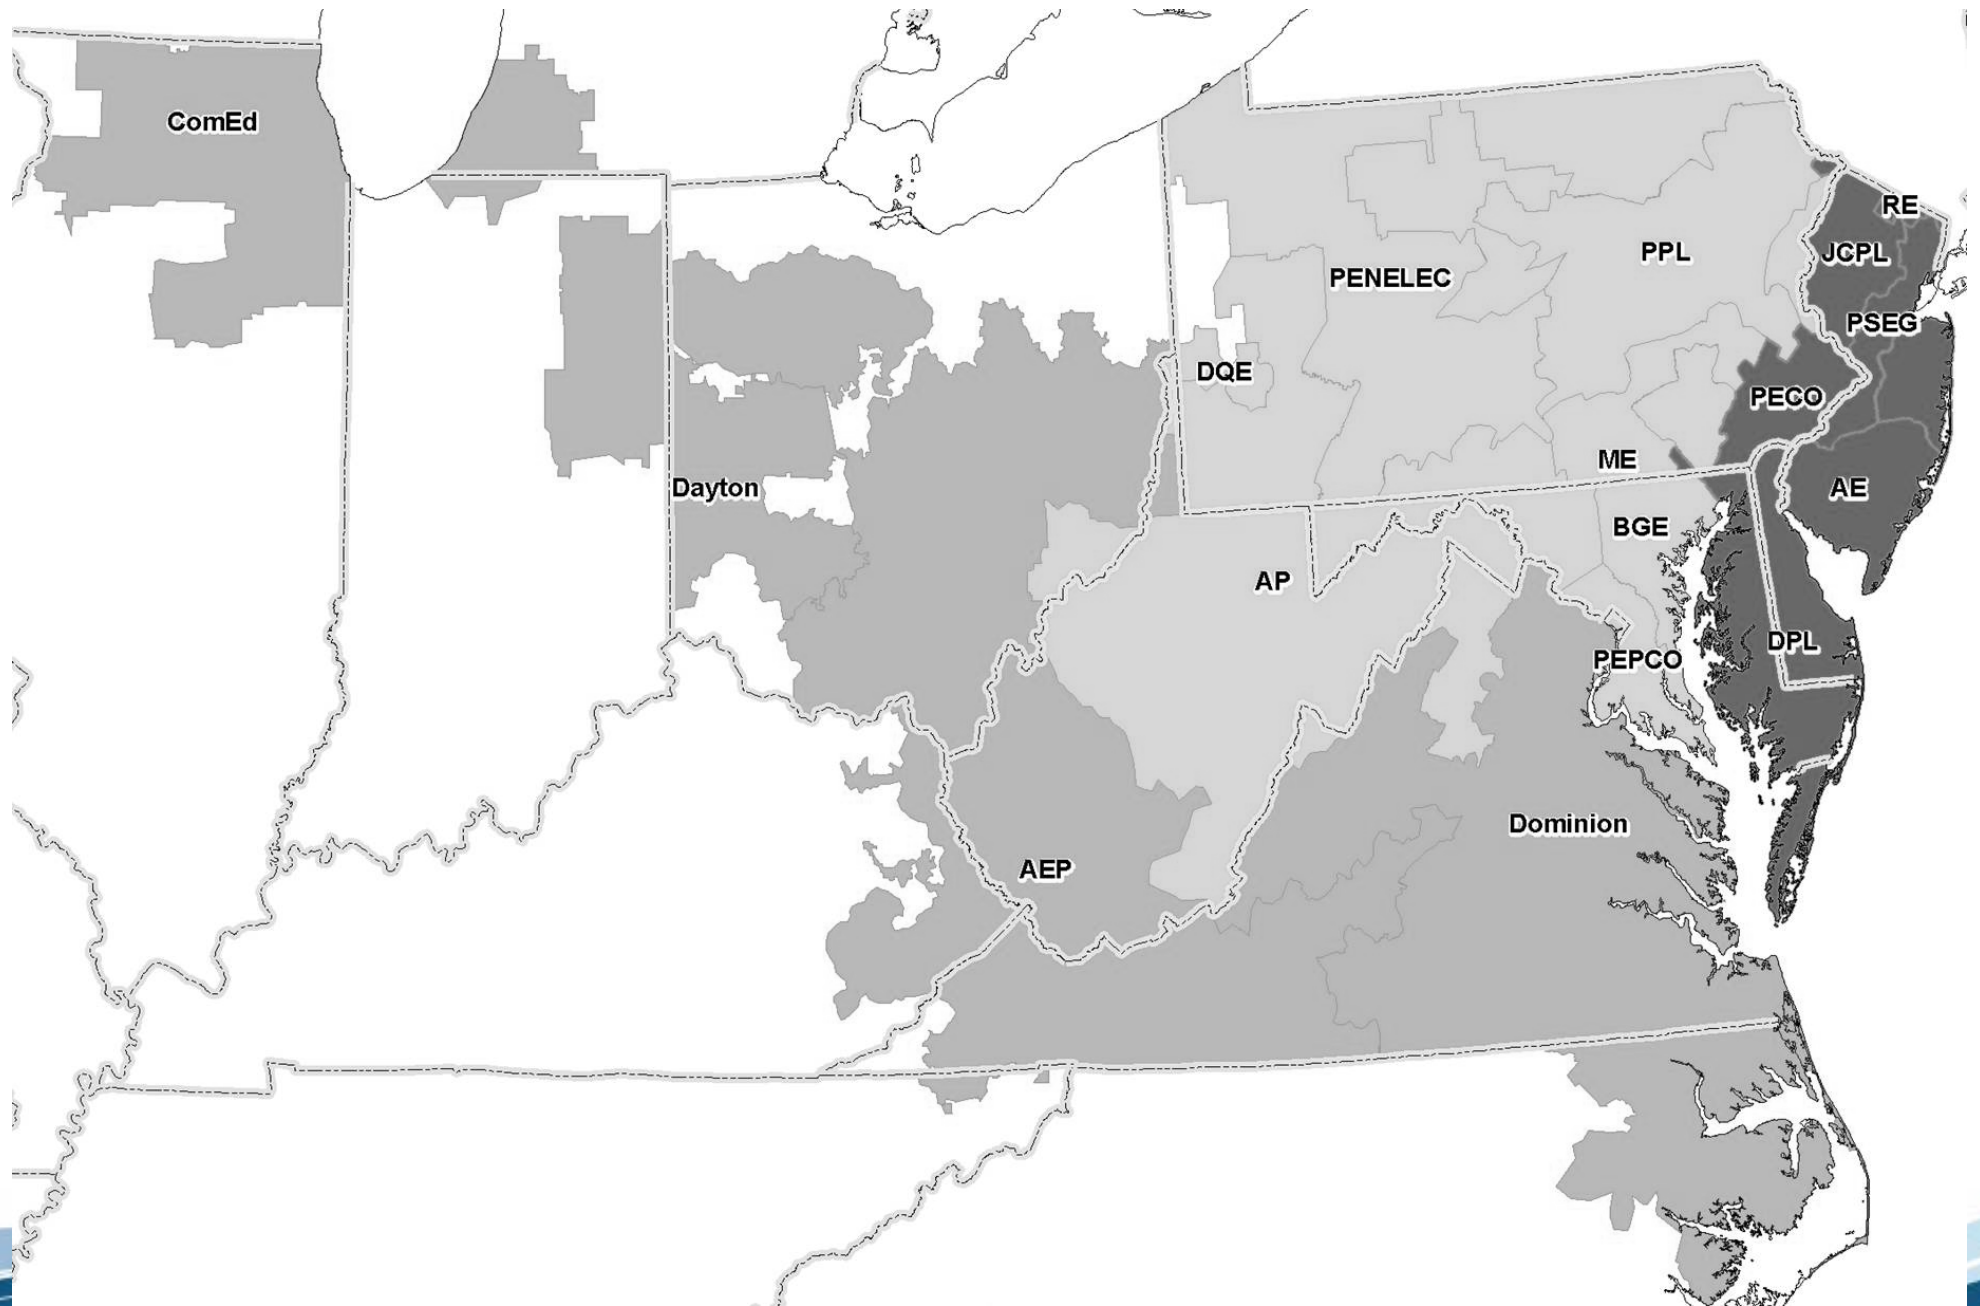 ComEd
RE
PPL
JCPL
PENELEC
PSEG
DQE
PECO
ME
Dayton
AE
BGE
AP
DPL
PEPCO
Dominion
AEP